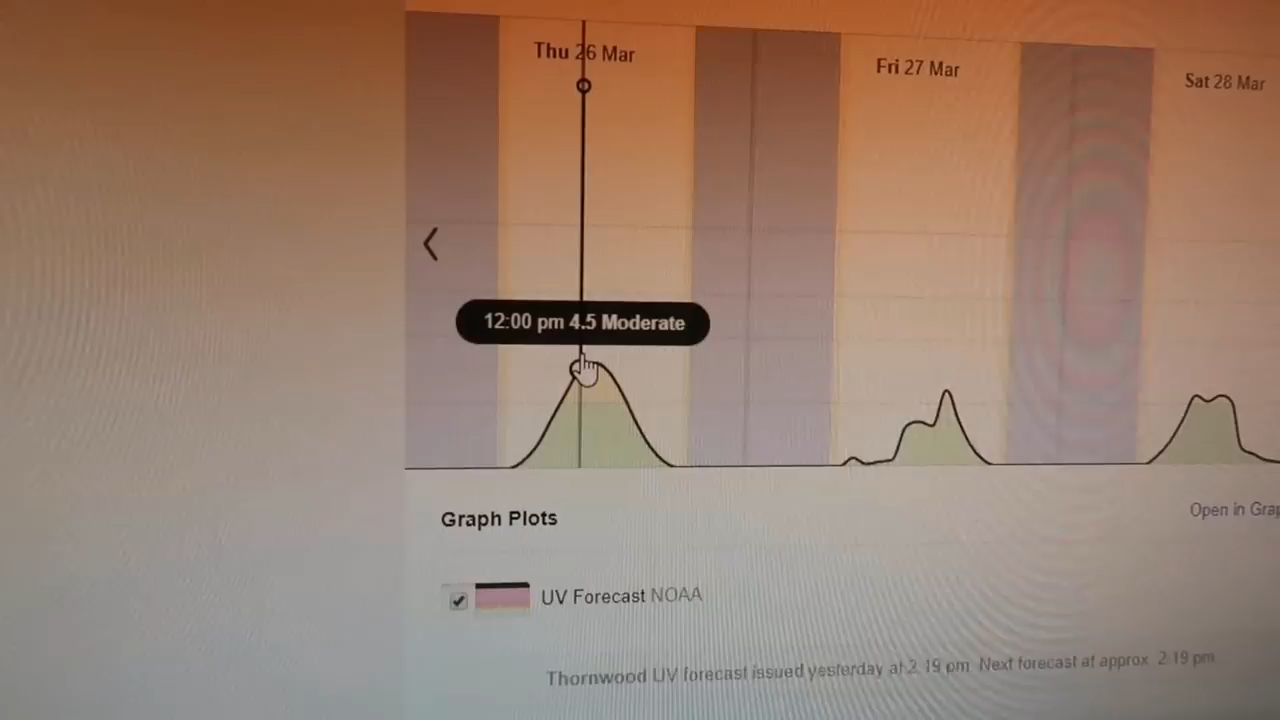 Thu 26 Mar
Fri 27 Mar
Sat 28 Mar
12:00 pm 4.5 Moderate
Graph Plots
Open in
UV Forecast NOAA
Thornwood UV forecast issued yesterday at 2:19 pm. Next forecast at approx. 2:19 pm